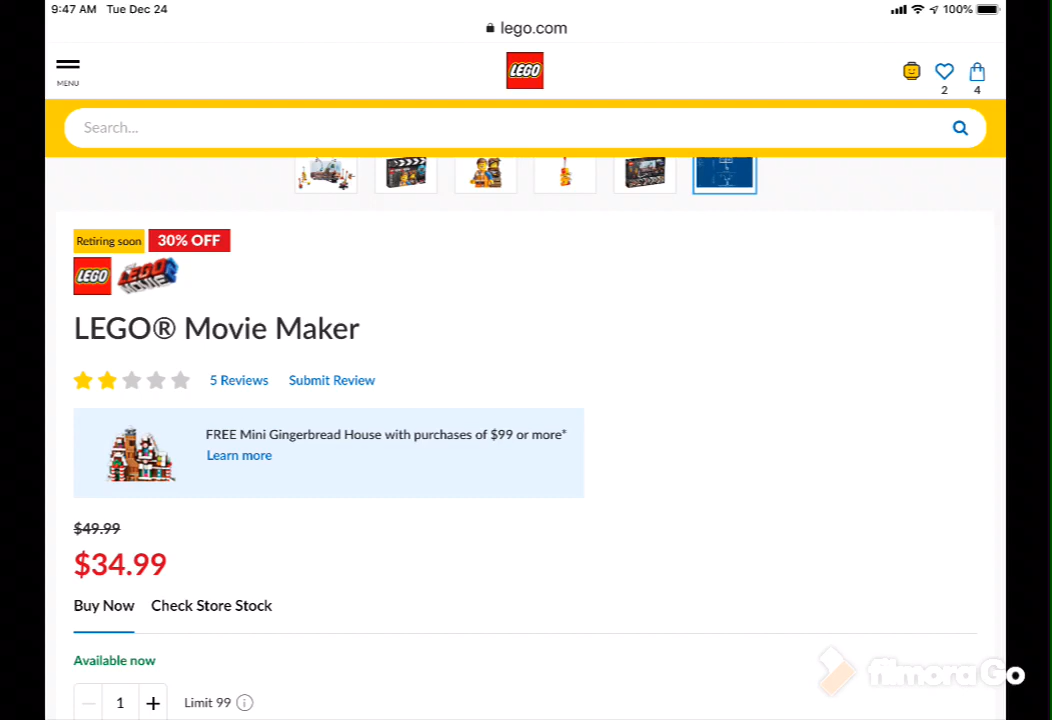 9:47 AM Tue Dec 24
100%
lego.com
MENU
LEGO
2
4
Search...
Retiring soon
30% OFF
LEGO
LEGO
MOVIE
LEGO® Movie Maker
5 Reviews
Submit Review
FREE Mini Gingerbread House with purchases of $99 or more*
Learn more
$49.99
$34.99
Buy Now
Check Store Stock
Available now
1
Limit 99
filmoraGo